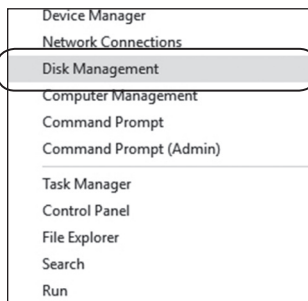 Device Manager
Network Connections
Disk Management
Computer Management
Command Prompt
Command Prompt (Admin)
Task Manager
Control Panel
File Explorer
Search
Run